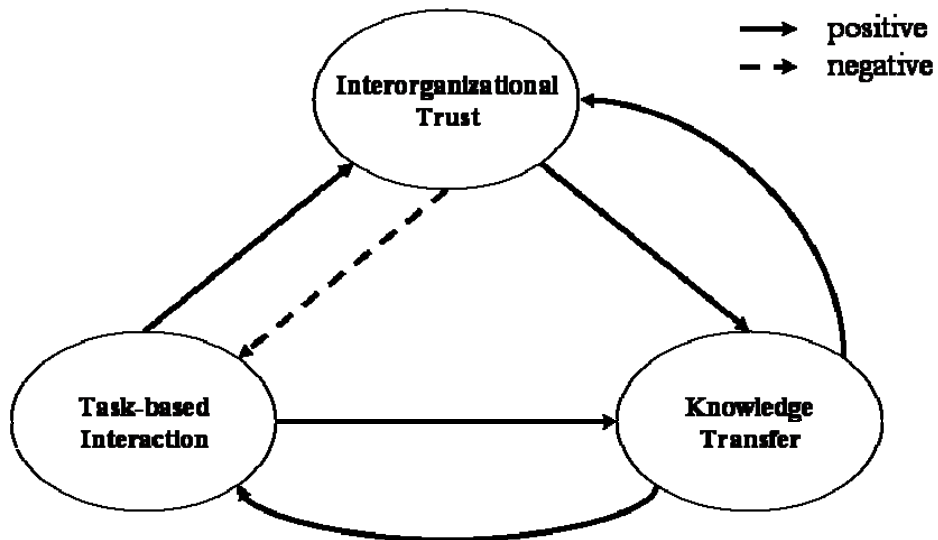 positive
negative
Interorganizational
Trust
Task-based
Interaction
Knowledge
Transfer